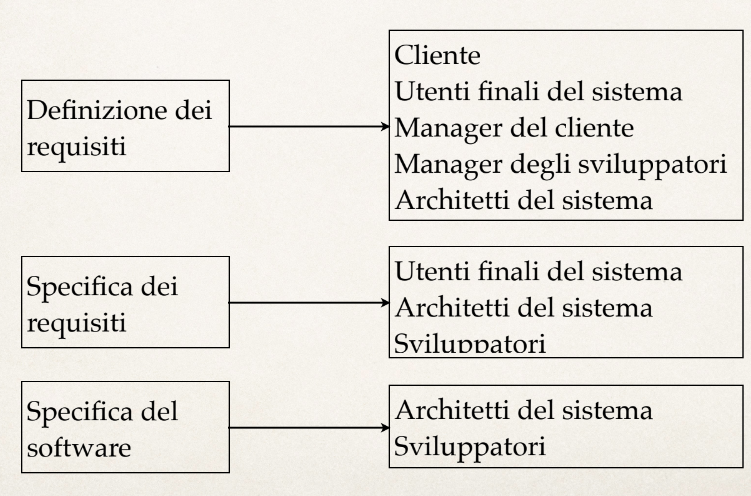 Definizione dei
requisiti
Cliente
Utenti finali del sistema
Manager del cliente
Manager degli sviluppatori
Architetti del sistema
Specifica dei
requisiti
Utenti finali del sistema
Architetti del sistema
Sviluppatori
Specifica del
software
Architetti del sistema
Sviluppatori